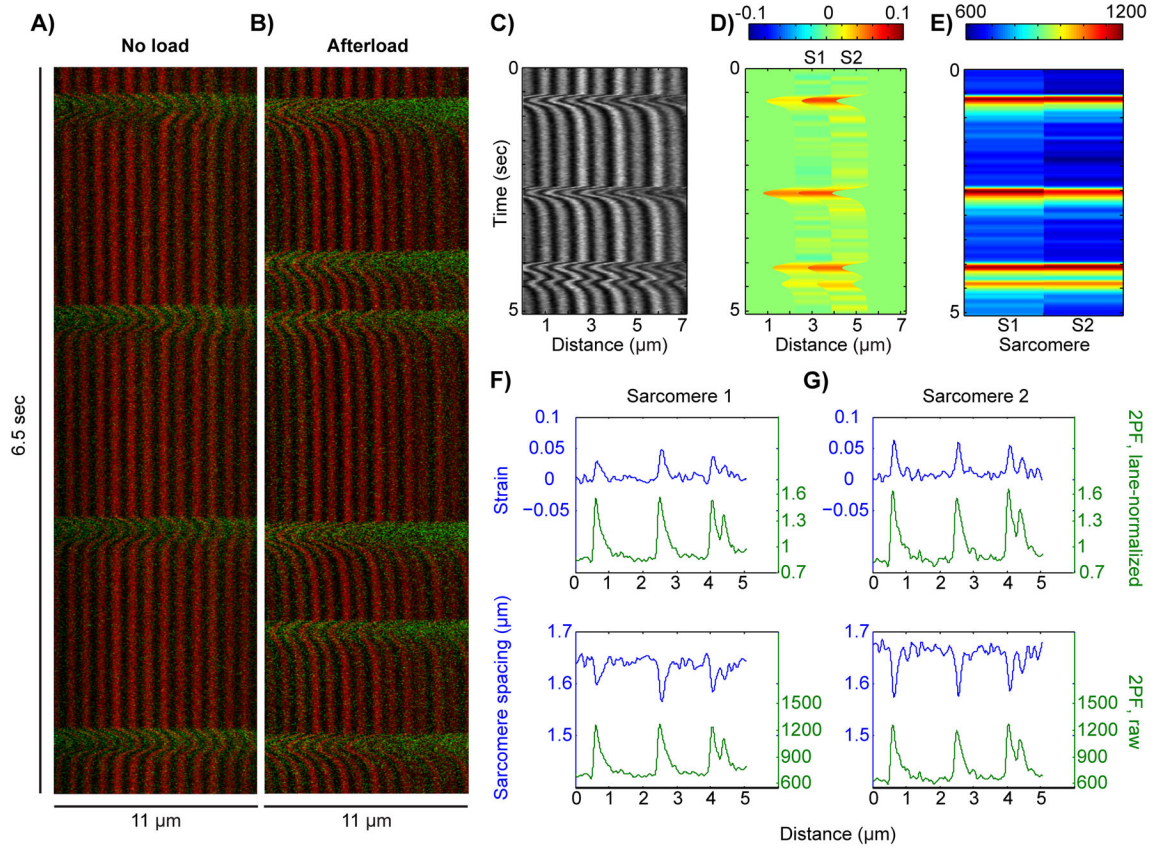 A)
No load
B)
Afterload
6.5 sec
11 µm
11 µm
C)
0
Time (sec)
5
1 3 5 7
Distance (µm)
D)
-0.1 0 0.1
S1 S2
0
5
1 3 5 7
Distance (µm)
E)
600 1200
0
5
S1 S2
Sarcomere
F)
Sarcomere 1
Strain
0.1
0.05
0
−0.05
1.6
1.3
1
0.7
0 1 2 3 4 5
G)
Sarcomere 2
0.1
0.05
0
−0.05
1.6
1.3
1
0.7
2PF, lane-normalized
0 1 2 3 4 5
Sarcomere spacing (µm)
1.7
1.6
1.5
1500
1200
900
600
0 1 2 3 4 5
1.7
1.6
1.5
1500
1200
900
600
2PF, raw
0 1 2 3 4 5
Distance (µm)